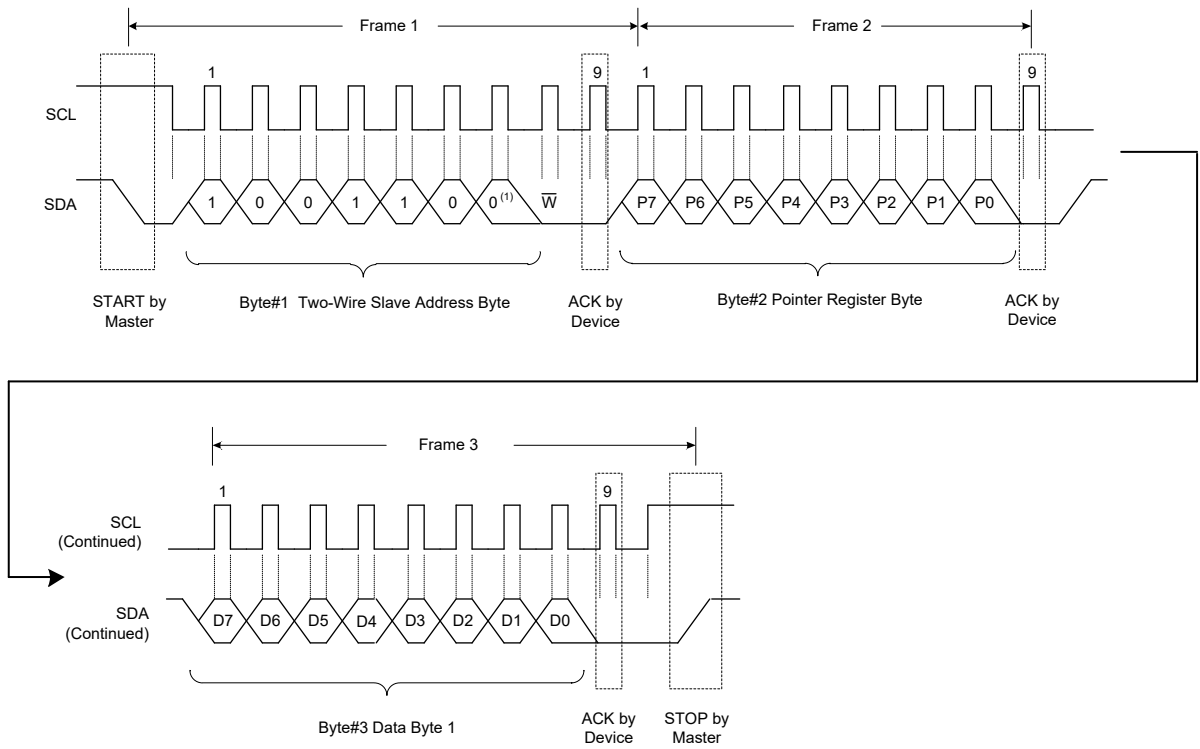 Frame 1
Frame 2
1
9
1
9
SCL
SDA
1 0 0 1 1 0 0⁽¹⁾ W̅ P7 P6 P5 P4 P3 P2 P1 P0
START by
Master
Byte#1 Two-Wire Slave Address Byte
ACK by
Device
Byte#2 Pointer Register Byte
ACK by
Device
Frame 3
1
9
SCL
(Continued)
SDA
(Continued)
D7 D6 D5 D4 D3 D2 D1 D0
Byte#3 Data Byte 1
ACK by
Device
STOP by
Master